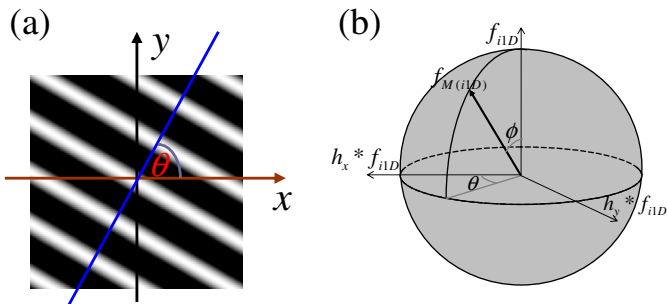 (a)
y
θ
x
(b)
f_{i1D}
f_{M(i1D)}
ϕ
h_x * f_{i1D}
θ
h_y * f_{i1D}